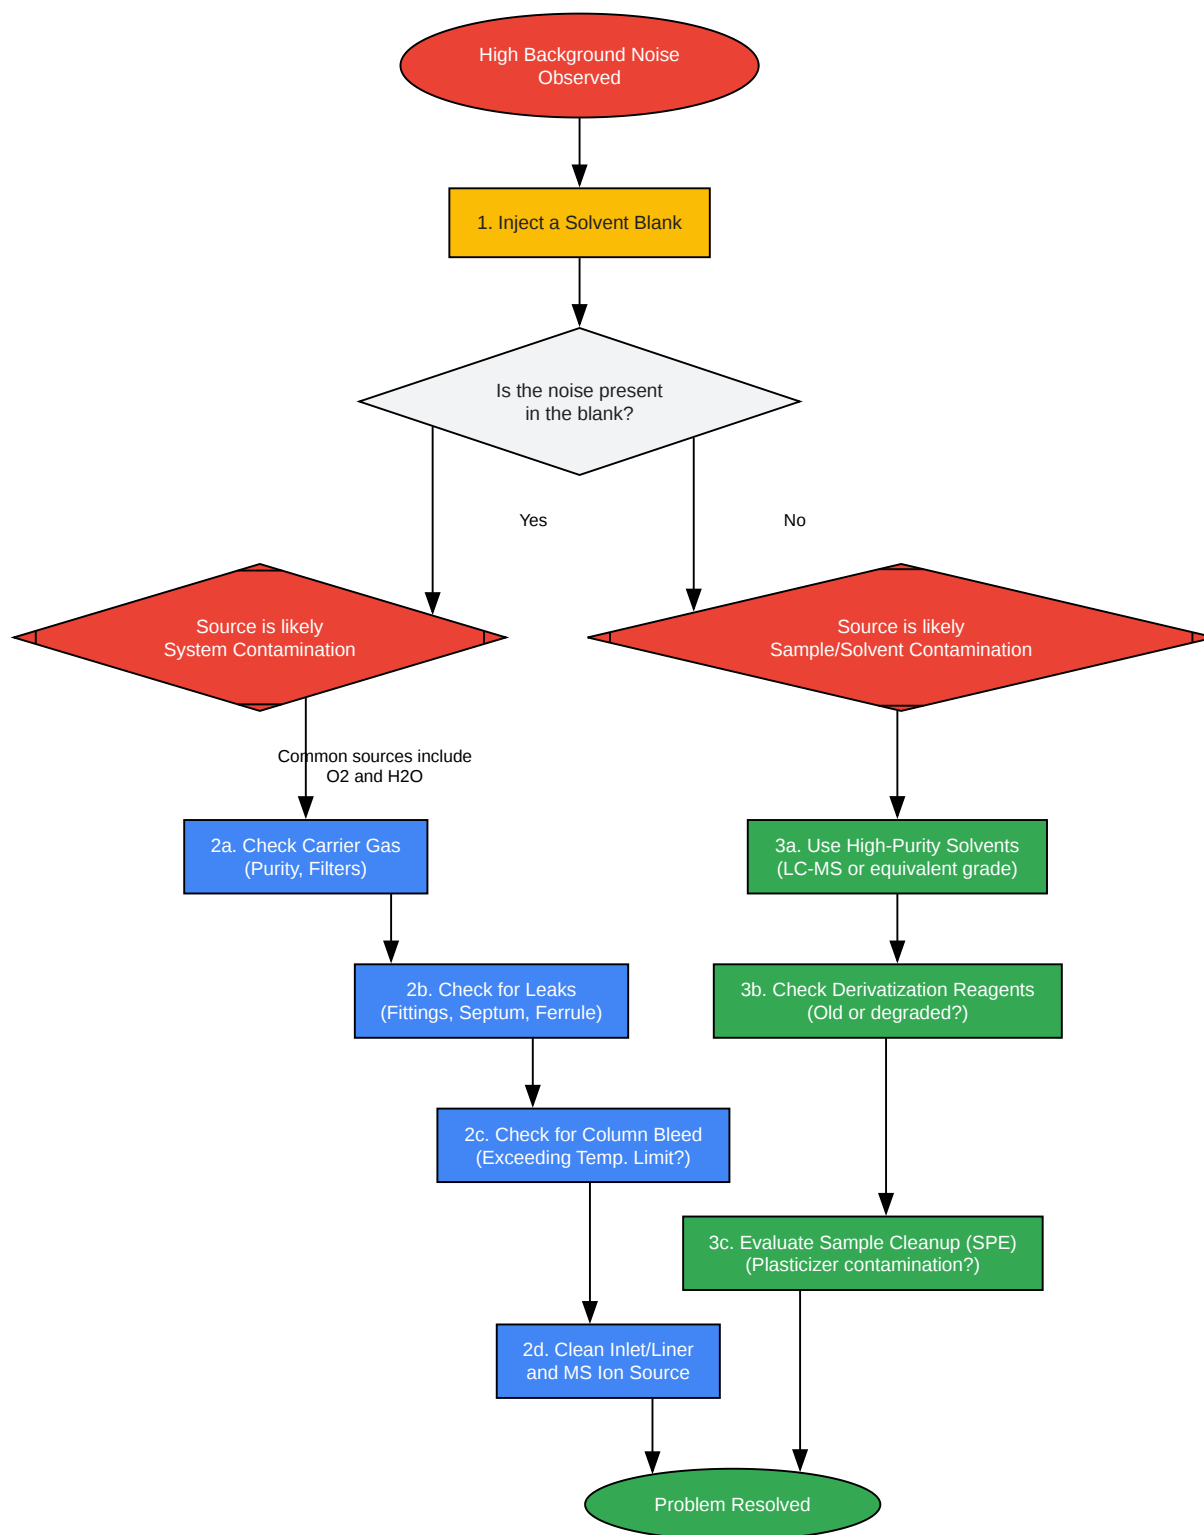 High Background Noise
Observed
1. Inject a Solvent Blank
Is the noise present
in the blank?
Yes
No
Source is likely
System Contamination
Source is likely
Sample/Solvent Contamination
Common sources include
O2 and H2O
2a. Check Carrier Gas
(Purity, Filters)
3a. Use High-Purity Solvents
(LC-MS or equivalent grade)
2b. Check for Leaks
(Fittings, Septum, Ferrule)
3b. Check Derivatization Reagents
(Old or degraded?)
2c. Check for Column Bleed
(Exceeding Temp. Limit?)
3c. Evaluate Sample Cleanup (SPE)
(Plasticizer contamination?)
2d. Clean Inlet/Liner
and MS Ion Source
Problem Resolved